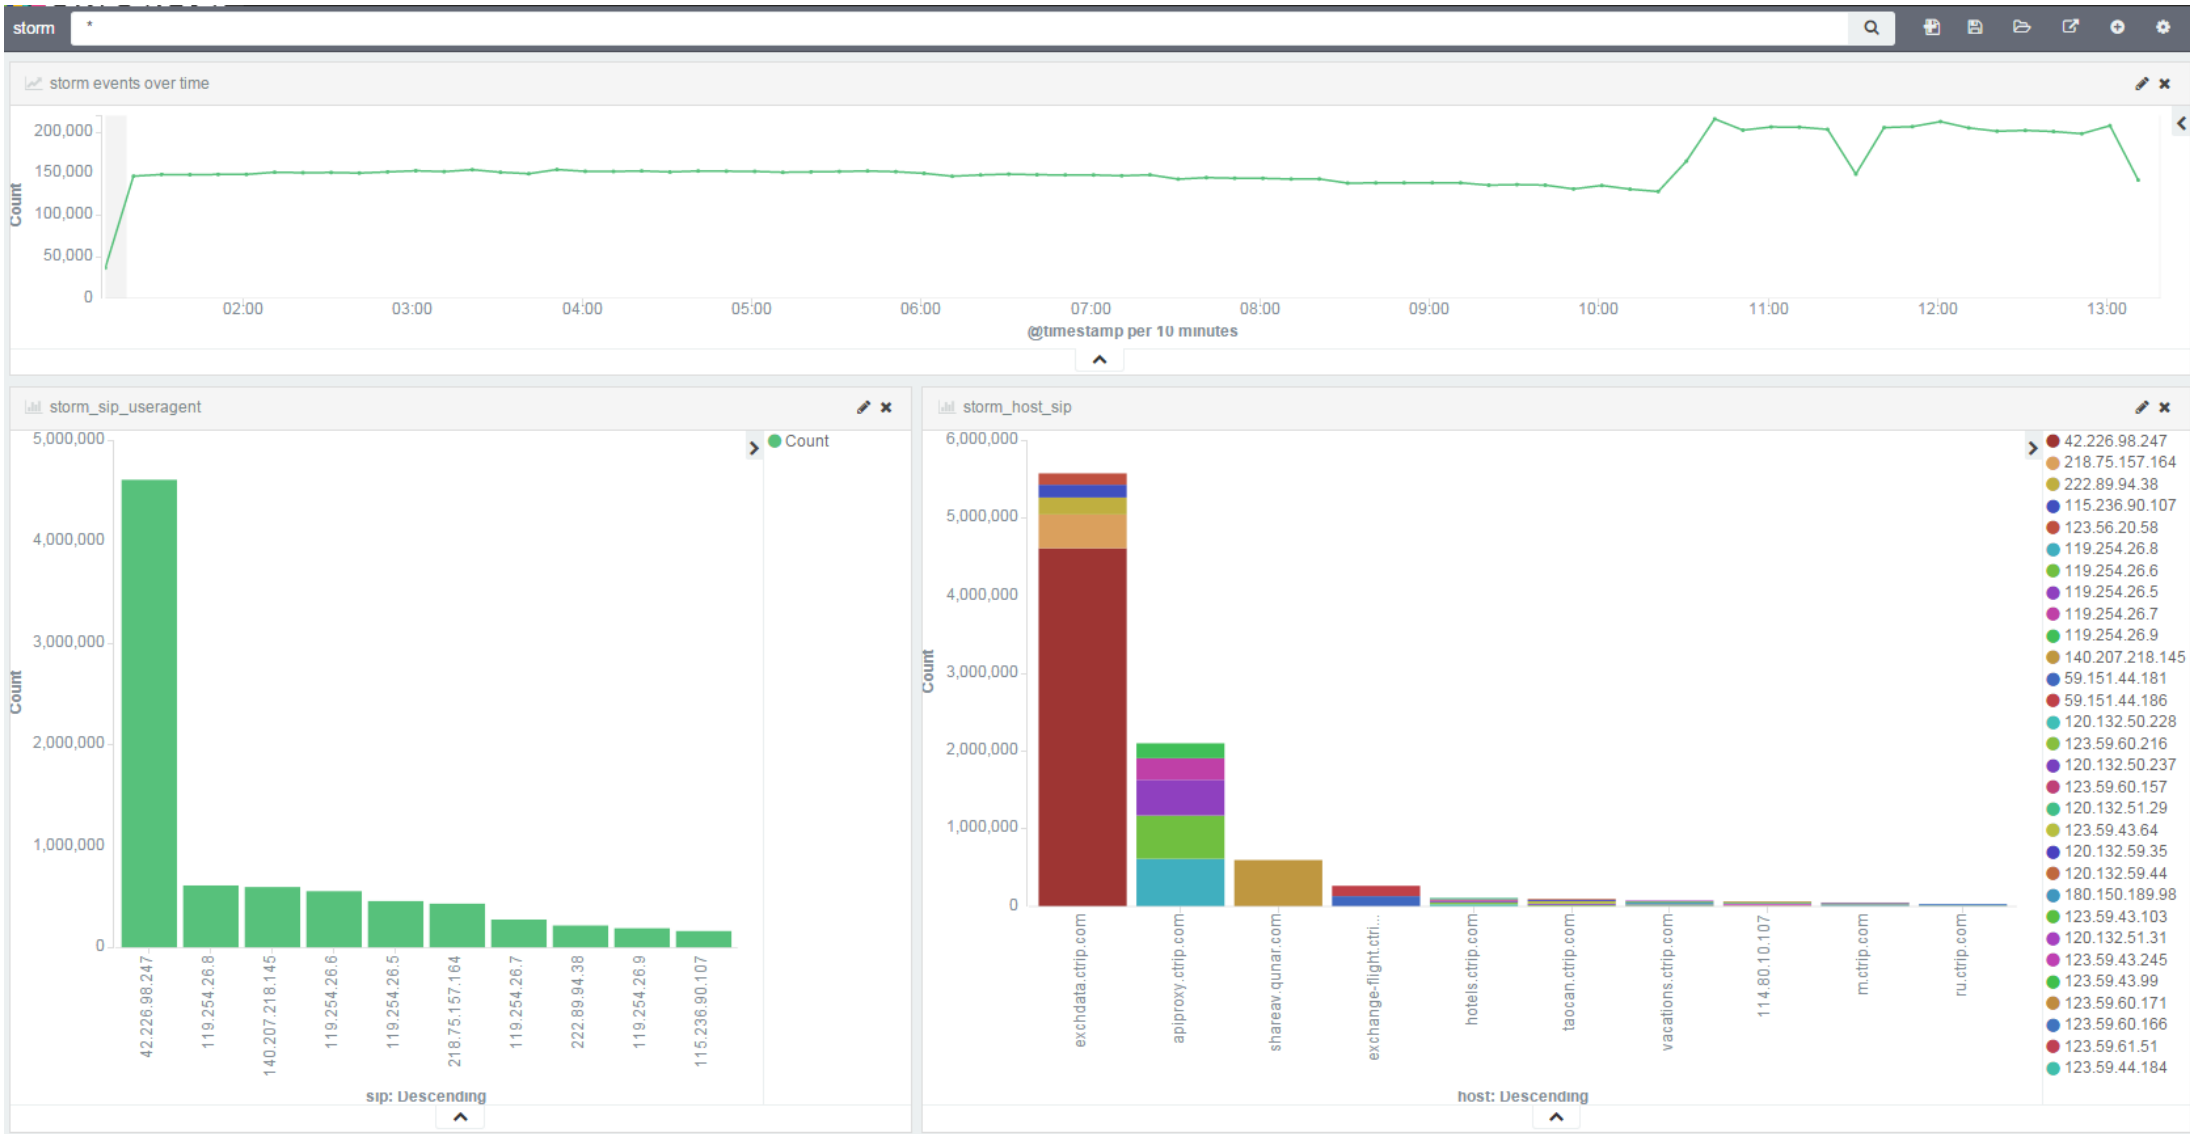 storm
*
storm events over time
200,000
150,000
100,000
50,000
0
Count
02:00 03:00 04:00 05:00 06:00 07:00 08:00 09:00 10:00 11:00 12:00 13:00
@timestamp per 10 minutes
storm_sip_useragent
5,000,000
4,000,000
3,000,000
2,000,000
1,000,000
0
Count
Count
42.226.98.247
119.254.26.8
140.207.218.145
119.254.26.6
119.254.26.5
218.75.157.164
119.254.26.7
222.89.94.38
119.254.26.9
115.236.90.107
sip: Descending
storm_host_sip
6,000,000
5,000,000
4,000,000
3,000,000
2,000,000
1,000,000
0
Count
exchdata.ctrip.com
apiproxy.ctrip.com
shareav.qunar.com
exchange-flight.ctri...
hotels.ctrip.com
taocan.ctrip.com
vacations.ctrip.com
114.80.10.107
m.ctrip.com
ru.ctrip.com
host: Descending
42.226.98.247
218.75.157.164
222.89.94.38
115.236.90.107
123.56.20.58
119.254.26.8
119.254.26.6
119.254.26.5
119.254.26.7
119.254.26.9
140.207.218.145
59.151.44.181
59.151.44.186
120.132.50.228
123.59.60.216
120.132.50.237
123.59.60.157
120.132.51.29
123.59.43.64
120.132.59.35
120.132.59.44
180.150.189.98
123.59.43.103
120.132.51.31
123.59.43.245
123.59.43.99
123.59.60.171
123.59.60.166
123.59.61.51
123.59.44.184